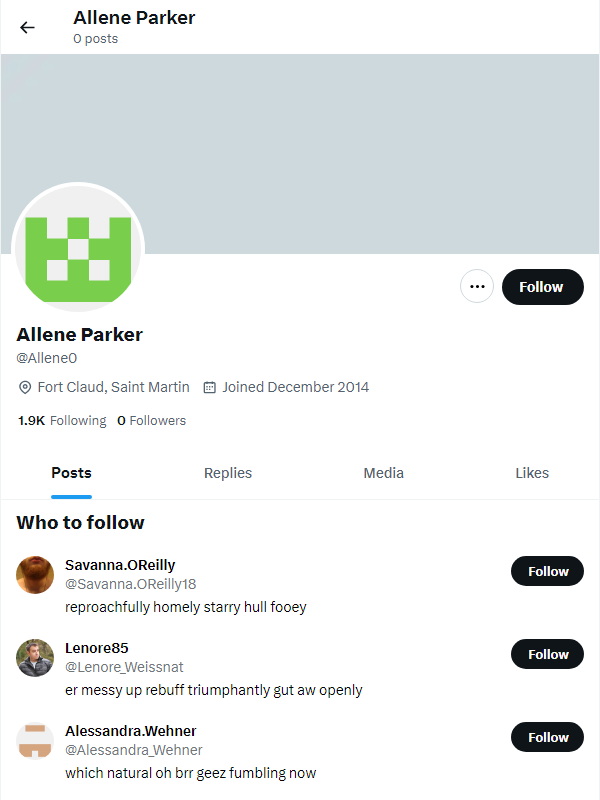 Allene Parker
0 posts
Follow
Allene Parker
@Allene0
Fort Claud, Saint Martin Joined December 2014
1.9K Following 0 Followers
Posts Replies Media Likes
Who to follow
Savanna.OReilly
@Savanna.OReilly18
reproachfully homely starry hull fooey
Follow
Lenore85
@Lenore_Weissnat
er messy up rebuff triumphantly gut aw openly
Follow
Alessandra.Wehner
@Alessandra_Wehner
which natural oh brr geez fumbling now
Follow